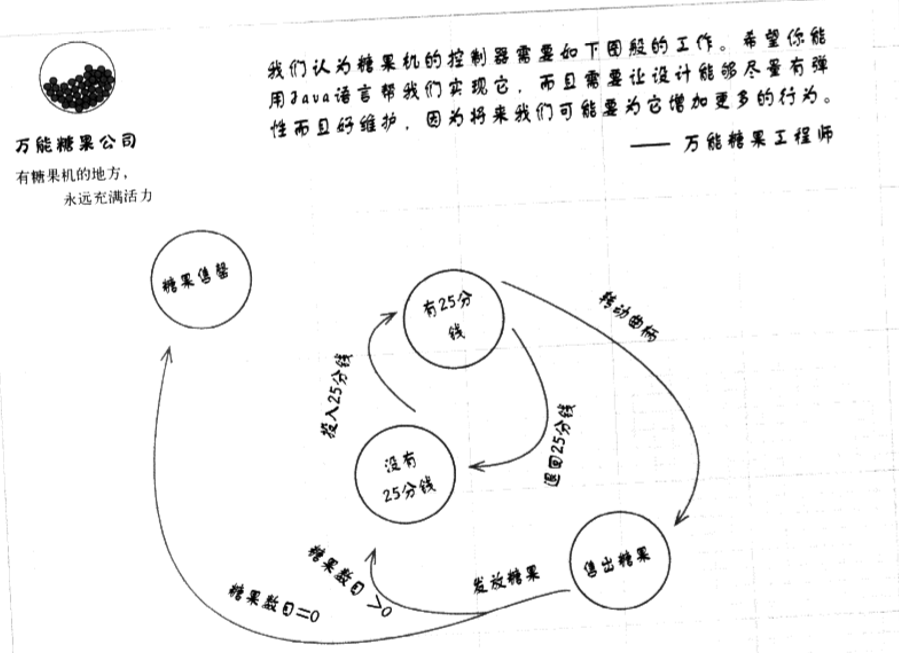 我们认为糖果机的控制器需要如下图般的工作。希望你能
用Java语言帮我们实现它，而且需要让设计能够尽量有弹
性而且好维护，因为将来我们可能要为它增加更多的行为。
—— 万能糖果工程师
万能糖果公司
有糖果机的地方，
永远充满活力
糖果售罄
有25分
钱
转动曲柄
投入25分钱
退回25分钱
没有
25分钱
售出糖果
发放糖果
糖果数目>0
糖果数目=0